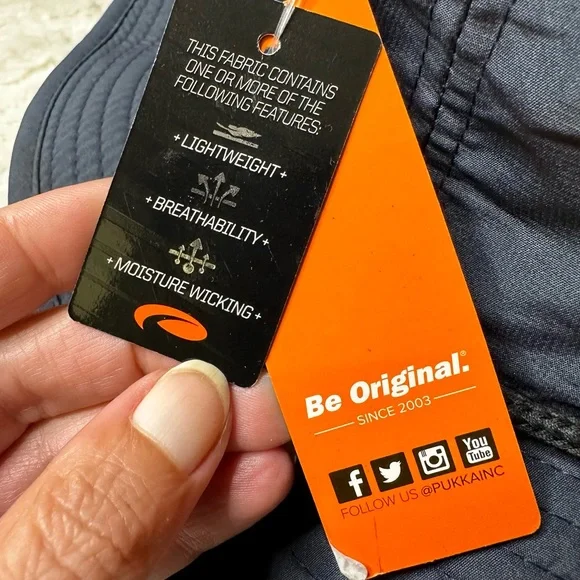 THIS FABRIC CONTAINS
ONE OR MORE OF THE
FOLLOWING FEATURES:
+ LIGHTWEIGHT +
+ BREATHABILITY +
+ MOISTURE WICKING +
Be Original.®
SINCE 2003
f You Tube
FOLLOW US @PUKKAINC